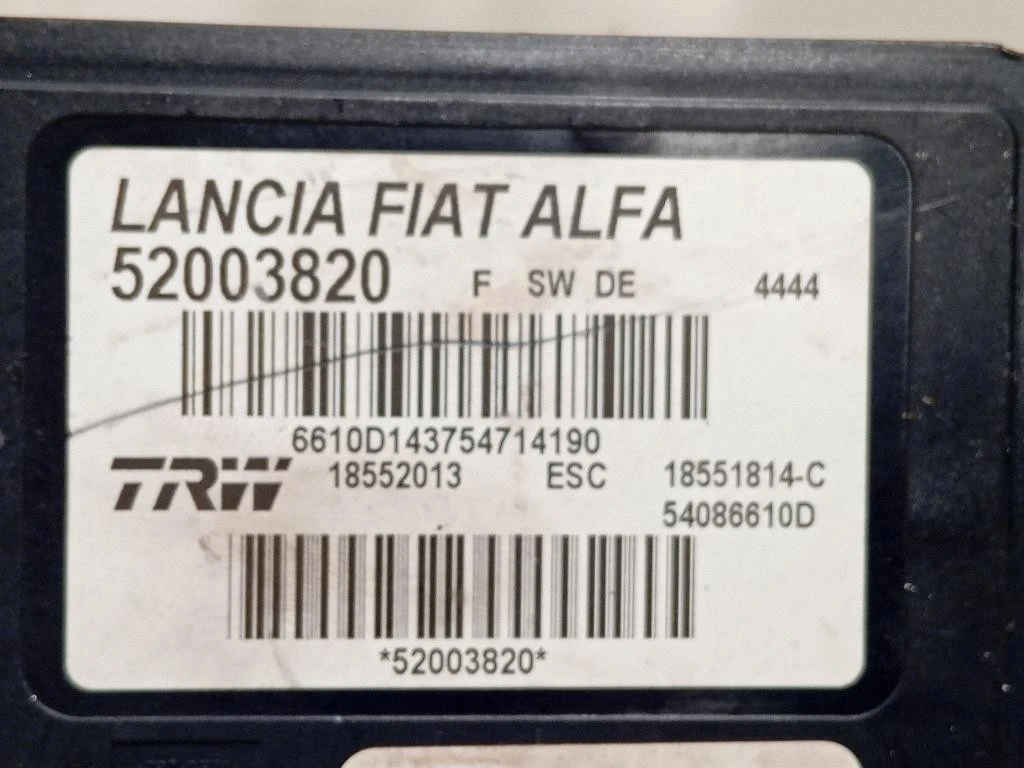 LANCIA FIAT ALFA
52003820 F SW DE 4444
6610D143754714190
TRW 18552013 ESC 18551814-C
54086610D
*52003820*